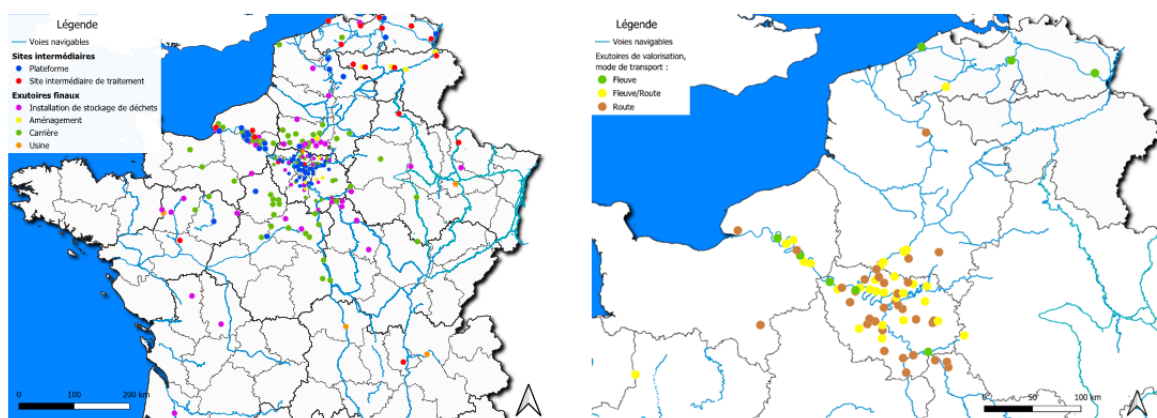 Légende
Voies navigables
Sites intermédiaires
Plateforme
Site intermédiaire de traitement
Exutoires finaux
Installation de stockage de déchets
Aménagement
Carrière
Usine
0 100 200 km
Légende
Voies navigables
Exutoires de valorisation,
mode de transport :
Fleuve
Fleuve/Route
Route
0 50 100 km